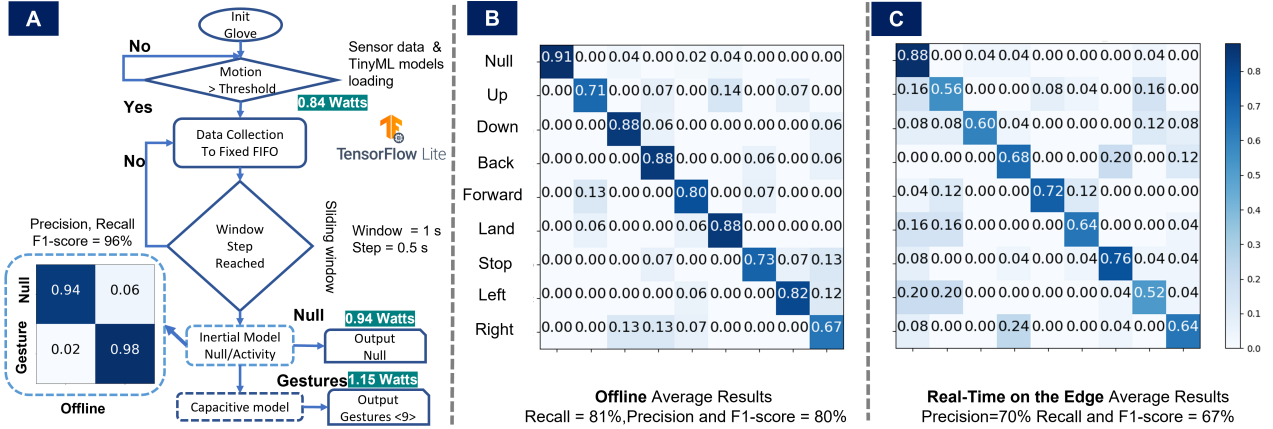 A
Init
Glove
No
Motion
> Threshold
Sensor data &
TinyML models
loading
0.84 Watts
Yes
Data Collection
To Fixed FIFO
TensorFlow Lite
No
Window
Step
Reached
Sliding window
Window = 1 s
Step = 0.5 s
Precision, Recall
F1-score = 96%
Null
Gesture
0.94 0.06
0.02 0.98
Offline
Inertial Model
Null/Activity
Null
0.94 Watts
Output
Null
Gestures
1.15 Watts
Capacitive model
Output
Gestures <9>
B
Null 0.91 0.00 0.04 0.00 0.02 0.04 0.00 0.00 0.00
Up 0.00 0.71 0.00 0.07 0.00 0.14 0.00 0.07 0.00
Down 0.00 0.00 0.88 0.06 0.00 0.00 0.00 0.00 0.06
Back 0.00 0.00 0.00 0.88 0.00 0.00 0.06 0.00 0.06
Forward 0.00 0.13 0.00 0.00 0.80 0.00 0.07 0.00 0.00
Land 0.00 0.06 0.00 0.00 0.06 0.88 0.00 0.00 0.00
Stop 0.00 0.00 0.00 0.07 0.00 0.00 0.73 0.07 0.13
Left 0.00 0.00 0.00 0.00 0.06 0.00 0.00 0.82 0.12
Right 0.00 0.00 0.13 0.13 0.07 0.00 0.00 0.00 0.67
Offline Average Results
Recall = 81%,Precision and F1-score = 80%
C
0.88 0.00 0.04 0.04 0.00 0.00 0.00 0.04 0.00
0.16 0.56 0.00 0.00 0.08 0.04 0.00 0.16 0.00
0.08 0.08 0.60 0.04 0.00 0.00 0.00 0.12 0.08
0.00 0.00 0.00 0.68 0.00 0.00 0.20 0.00 0.12
0.04 0.12 0.00 0.00 0.72 0.12 0.00 0.00 0.00
0.16 0.16 0.00 0.04 0.00 0.64 0.00 0.00 0.00
0.08 0.00 0.00 0.04 0.00 0.04 0.76 0.04 0.04
0.20 0.20 0.00 0.00 0.00 0.00 0.04 0.52 0.04
0.08 0.00 0.00 0.24 0.00 0.00 0.04 0.00 0.64
0.8
0.7
0.6
0.5
0.4
0.3
0.2
0.1
0.0
Real-Time on the Edge Average Results
Precision=70% Recall and F1-score = 67%